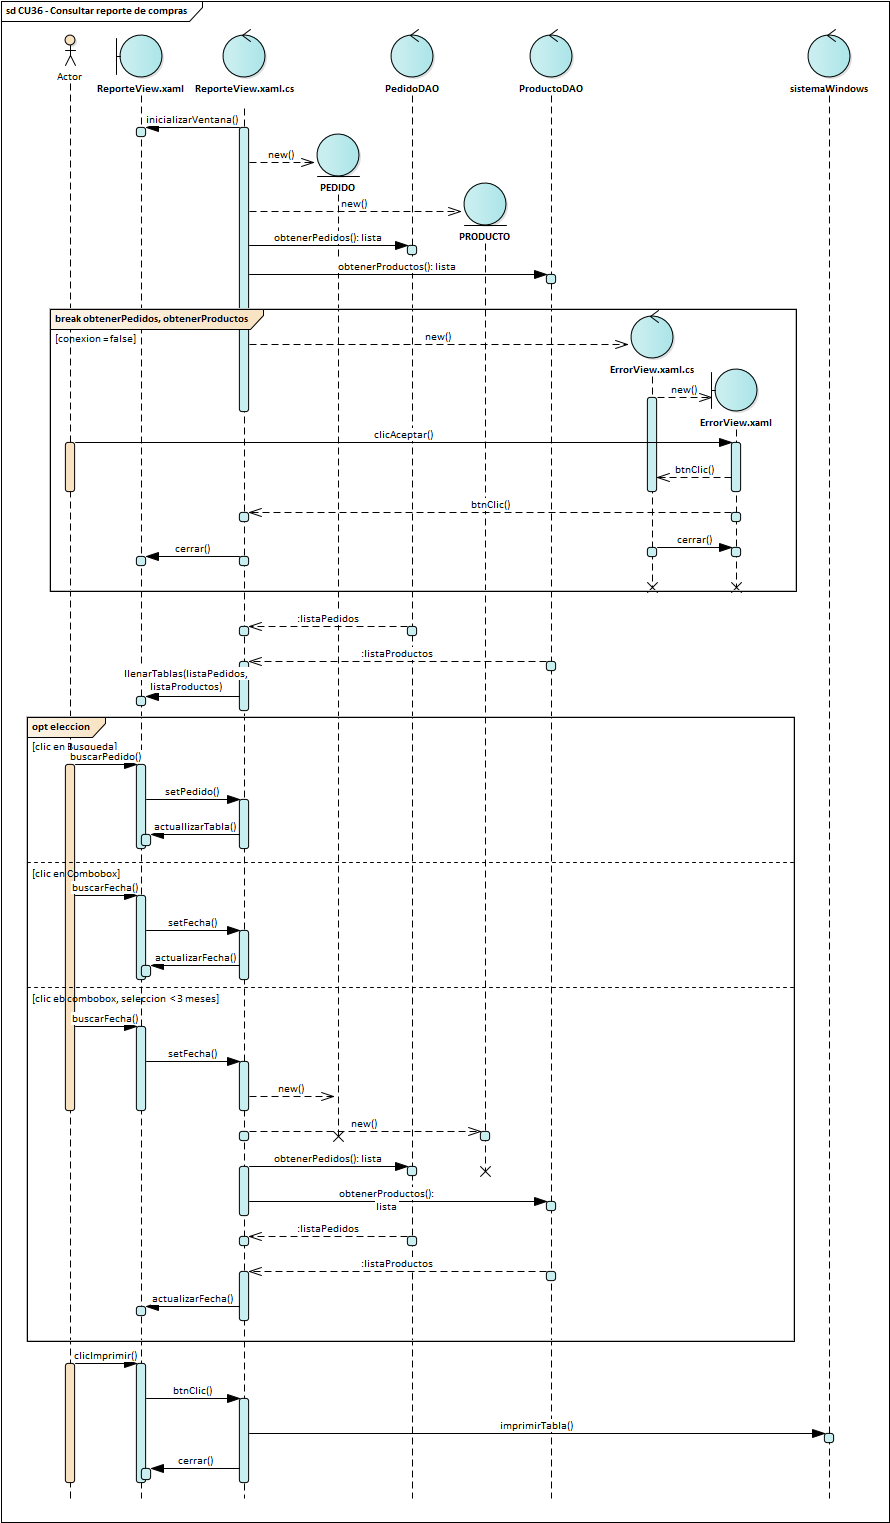 sd CU36 - Consultar reporte de compras
Actor
ReporteView.xaml
ReporteView.xaml.cs
PedidoDAO
ProductoDAO
sistemaWindows
inicializarVentana()
new()
PEDIDO
new()
PRODUCTO
obtenerPedidos(): lista
obtenerProductos(): lista
break obtenerPedidos, obtenerProductos
[conexion =false]
new()
ErrorView.xaml.cs
new()
ErrorView.xaml
clicAceptar()
btnClic()
btnClic()
cerrar()
cerrar()
:listaPedidos
:listaProductos
llenarTablas(listaPedidos,
listaProductos)
opt eleccion
[clic en Busqueda]
buscarPedido()
setPedido()
actuallizarTabla()
[clic en Combobox]
buscarFecha()
setFecha()
actualizarFecha()
[clic eb combobox, seleccion <3 meses]
buscarFecha()
setFecha()
new()
new()
obtenerPedidos(): lista
obtenerProductos():
lista
:listaPedidos
:listaProductos
actualizarFecha()
clicImprimir()
btnClic()
imprimirTabla()
cerrar()